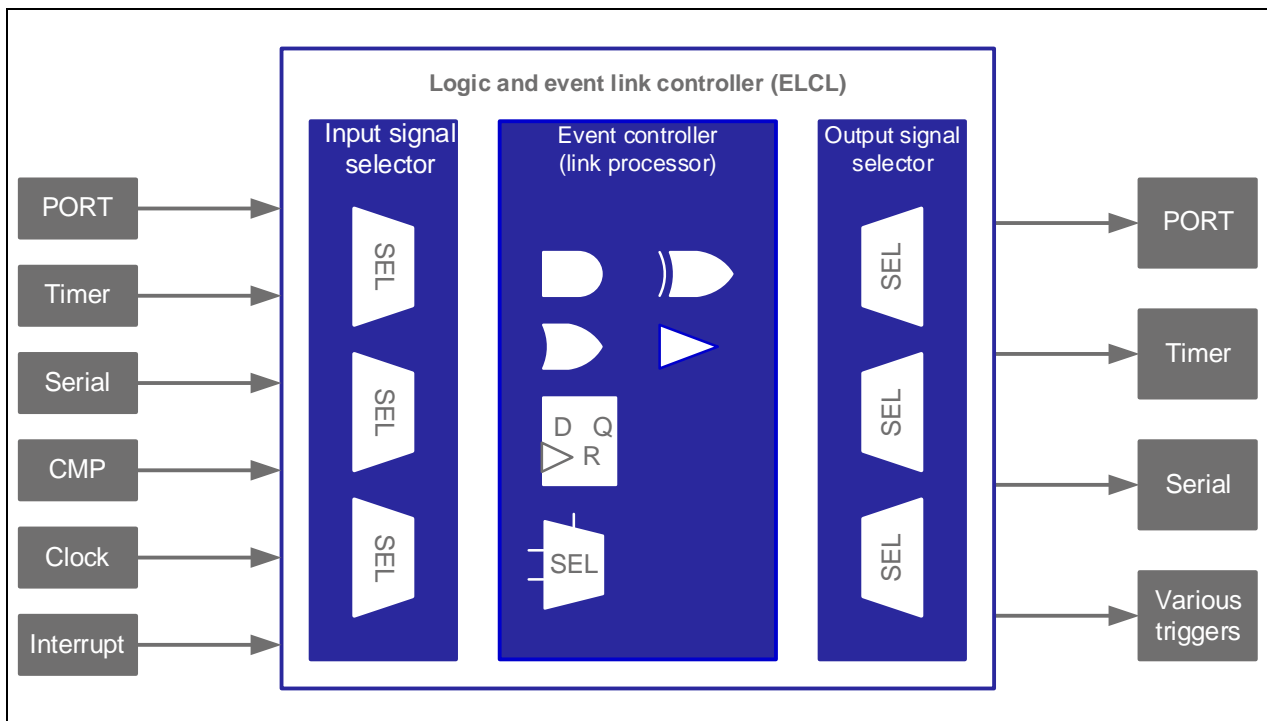 Logic and event link controller (ELCL)
Input signal
selector
Event controller
(link processor)
Output signal
selector
PORT
Timer
Serial
CMP
Clock
Interrupt
SEL
SEL
SEL
D Q
R
SEL
SEL
SEL
SEL
PORT
Timer
Serial
Various
triggers